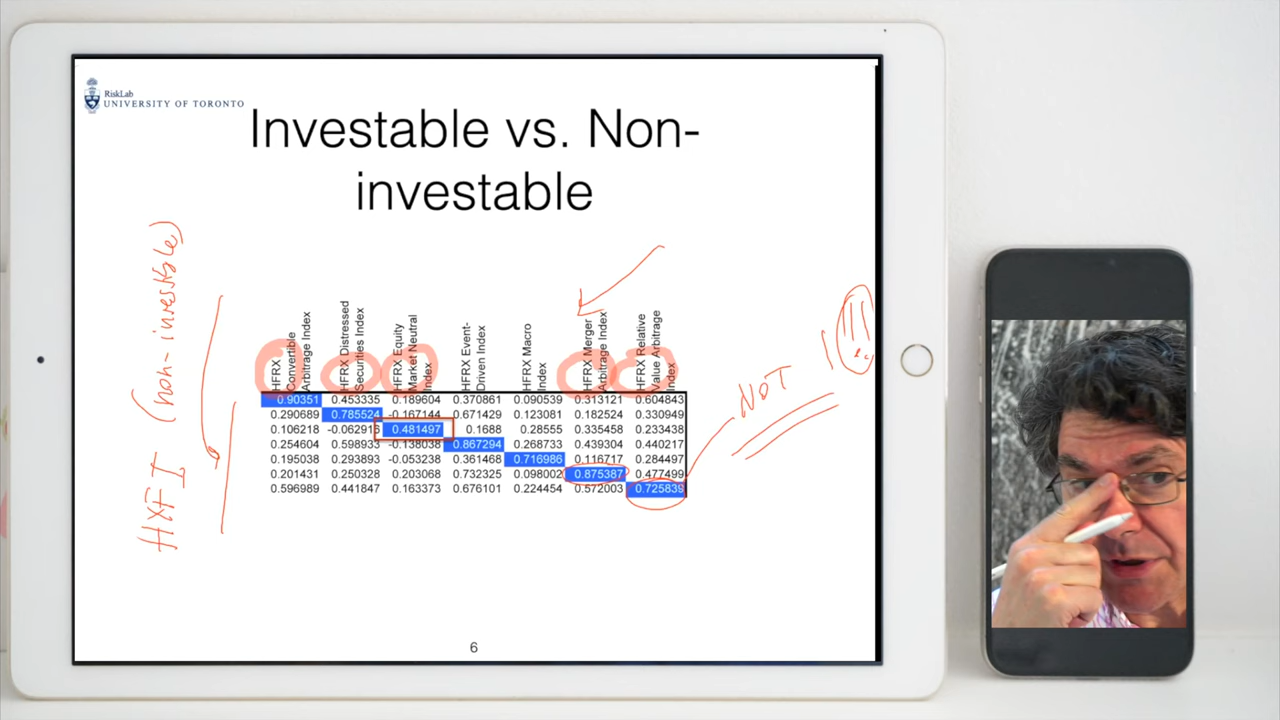 RiskLab
UNIVERSITY OF TORONTO
Investable vs. Non-
investable
HFRX
Convertible
Arbitrage Index
HFRX Distressed
Securities Index
HFRX Equity
Market Neutral
Index
HFRX Event-
Driven Index
HFRX Macro
Index
HFRX Merger
Arbitrage Index
HFRX Relative
Value Arbitrage
Index
0.90351 0.453335 0.189604 0.370861 0.090539 0.313121 0.604843
0.290689 0.785524 -0.167144 0.671429 0.123081 0.182524 0.330949
0.106218 -0.062916 0.481497 0.1688 0.28555 0.335458 0.233438
0.254604 0.598933 -0.138038 0.867294 0.268733 0.439304 0.440217
0.195038 0.293893 -0.053238 0.361468 0.716986 0.116717 0.284497
0.201431 0.250328 0.203068 0.732325 0.098002 0.875387 0.477499
0.596989 0.441847 0.163373 0.676101 0.224454 0.572003 0.725839
HXF I (non-investable)
NOT
!!!
6